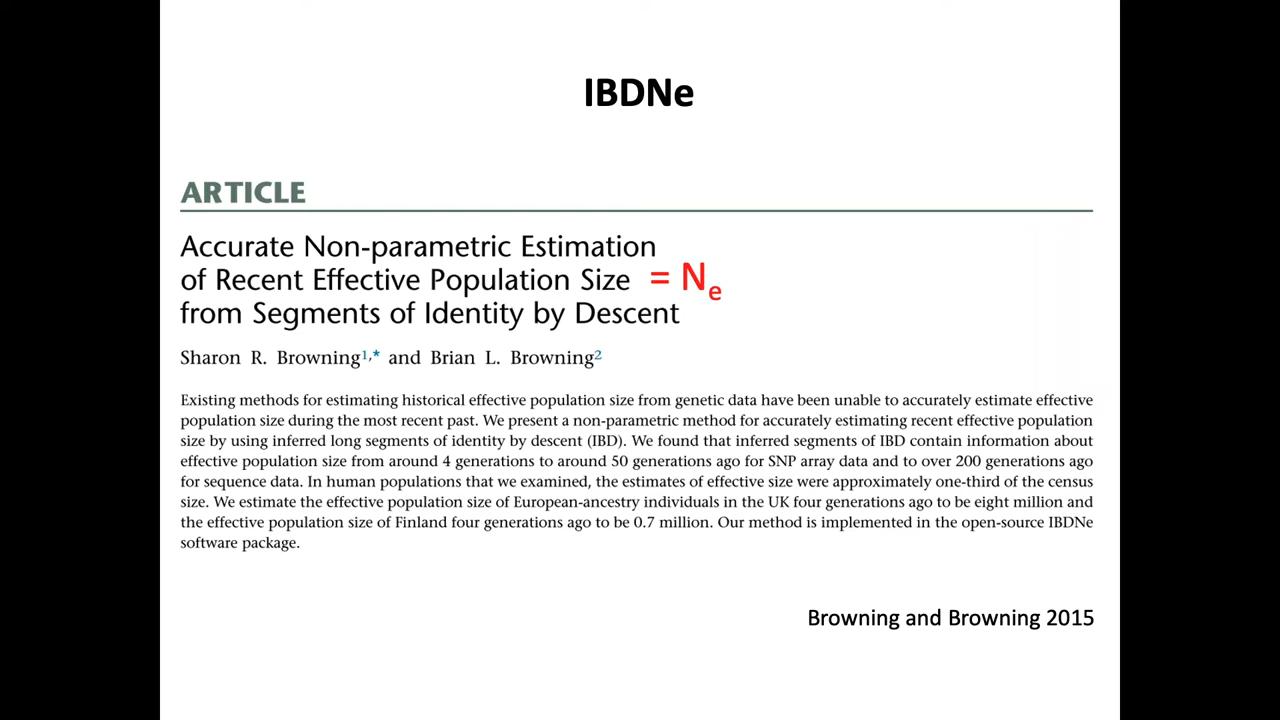 IBDNe
ARTICLE
Accurate Non-parametric Estimation
of Recent Effective Population Size = Ne
from Segments of Identity by Descent
Sharon R. Browning1,* and Brian L. Browning2
Existing methods for estimating historical effective population size from genetic data have been unable to accurately estimate effective
population size during the most recent past. We present a non-parametric method for accurately estimating recent effective population
size by using inferred long segments of identity by descent (IBD). We found that inferred segments of IBD contain information about
effective population size from around 4 generations to around 50 generations ago for SNP array data and to over 200 generations ago
for sequence data. In human populations that we examined, the estimates of effective size were approximately one-third of the census
size. We estimate the effective population size of European-ancestry individuals in the UK four generations ago to be eight million and
the effective population size of Finland four generations ago to be 0.7 million. Our method is implemented in the open-source IBDNe
software package.
Browning and Browning 2015